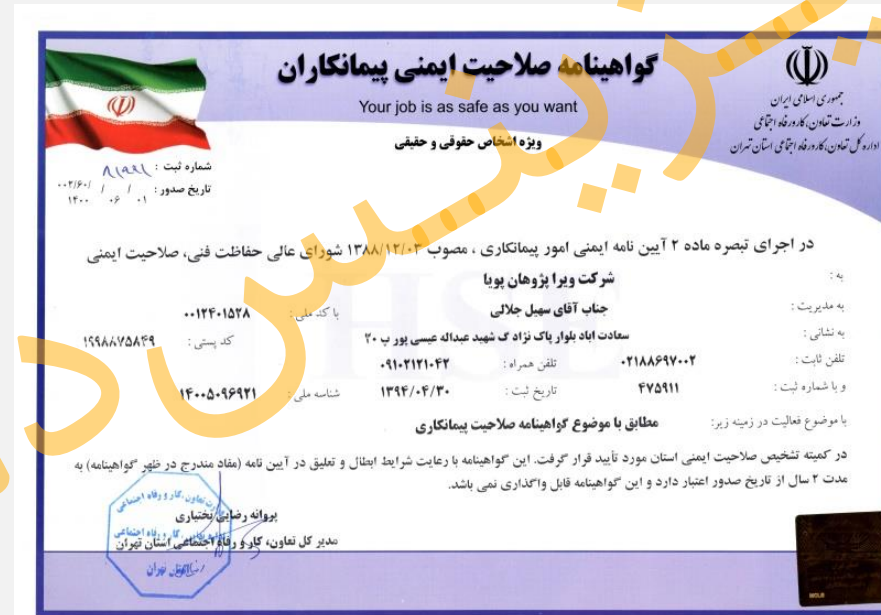 گواهینامه صلاحیت ایمنی پیمانکاران
Your job is as safe as you want
ویژه اشخاص حقوقی و حقیقی
جمهوری اسلامی ایران
وزارت تعاون، کار و رفاه اجتماعی
اداره کل تعاون، کار و رفاه اجتماعی استان تهران
شماره ثبت :
تاریخ صدور : ۰۱ / ۰۶ / ۱۴۰۰
در اجرای تبصره ماده ۲ آیین نامه ایمنی امور پیمانکاری ، مصوب ۱۳۸۸/۱۲/۰۳ شورای عالی حفاظت فنی، صلاحیت ایمنی
به : شرکت ویرا پژوهان پویا
به مدیریت : جناب آقای سهیل جلالی با کد ملی : ۰۰۱۲۴۰۱۵۲۸
به نشانی : سعادت اباد بلوار پاک نژاد ک شهید عبداله عیسی پور پ ۲۰ کد پستی : ۱۹۹۸۸۷۵۸۴۹
تلفن ثابت : ۰۲۱۸۸۶۹۷۰۰۲ تلفن همراه : ۰۹۱۰۲۱۲۱۰۴۲
و با شماره ثبت : ۴۷۵۹۱۱ تاریخ ثبت : ۱۳۹۴/۰۴/۳۰ شناسه ملی : ۱۴۰۰۵۰۹۶۹۲۱
با موضوع فعالیت در زمینه زیر: مطابق با موضوع گواهینامه صلاحیت پیمانکاری
در کمیته تشخیص صلاحیت ایمنی استان مورد تأیید قرار گرفت. این گواهینامه با رعایت شرایط ابطال و تعلیق در آیین نامه (مفاد مندرج در ظهر گواهینامه) به
مدت ۲ سال از تاریخ صدور اعتبار دارد و این گواهینامه قابل واگذاری نمی باشد.
پروانه رضایی بختیاری
مدیر کل تعاون، کار و رفاه اجتماعی استان تهران
HSE